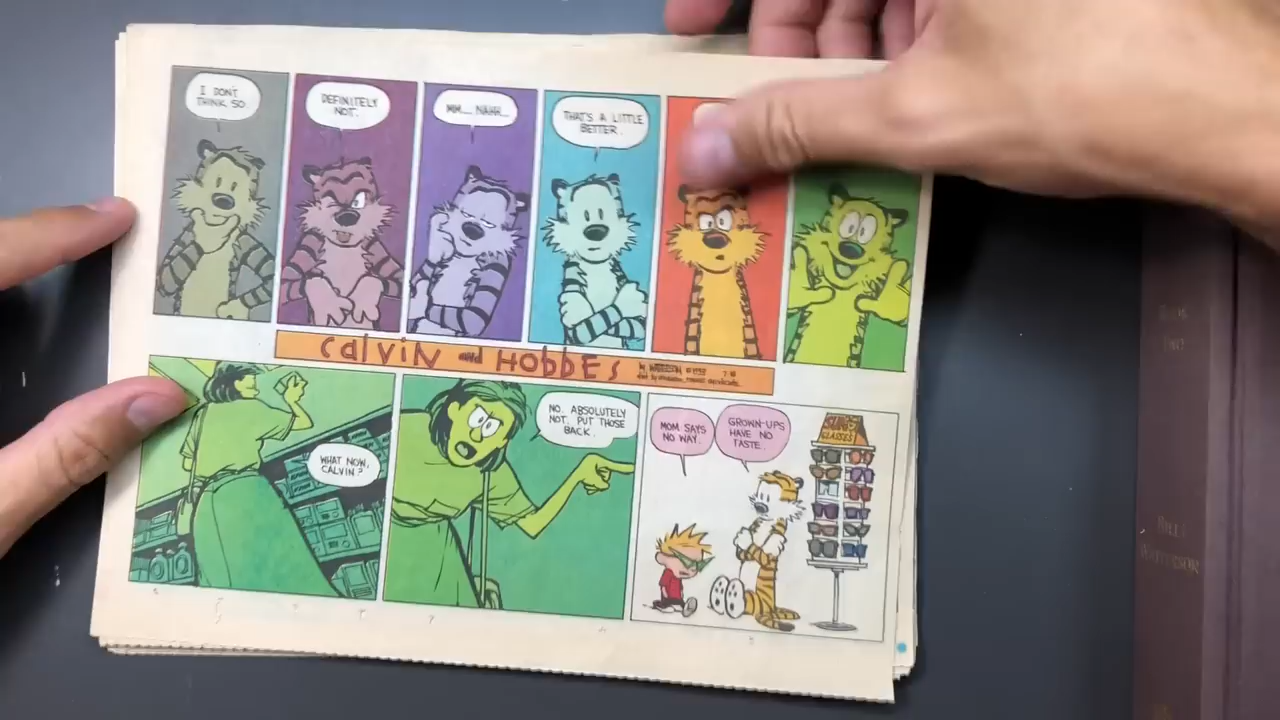 I DON'T
THINK SO
DEFINITELY
NOT.
MM.... NAHH...
THAT'S A LITTLE
BETTER.
CALVIN and HOBBES
WHAT NOW,
CALVIN?
NO. ABSOLUTELY
NOT. PUT THOSE
BACK.
MOM SAYS
NO WAY.
GROWN-UPS
HAVE NO
TASTE.
GLASSES